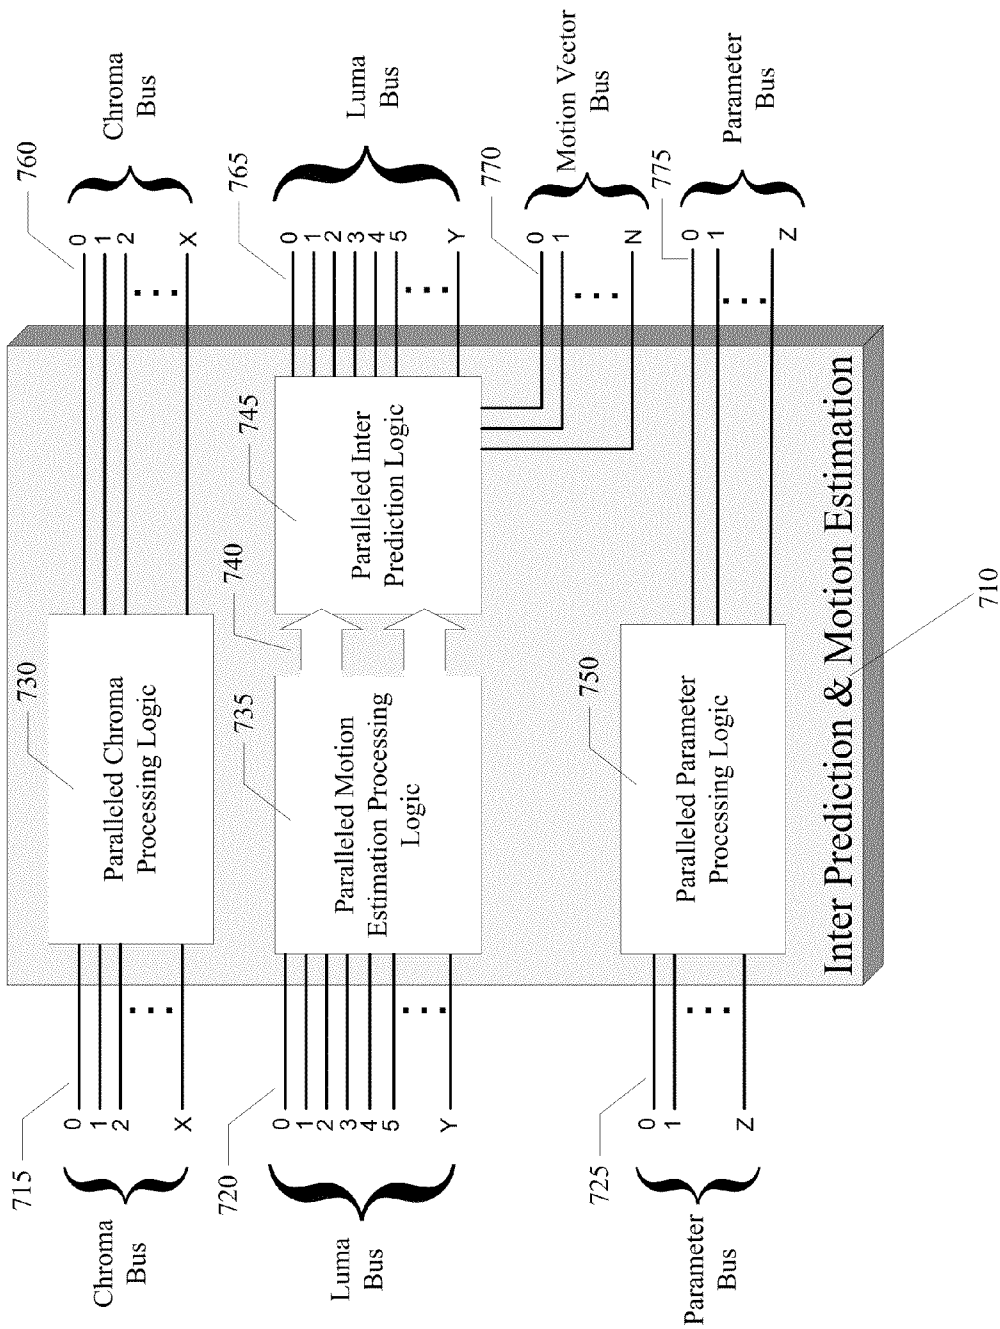 Chroma
Bus
715
0
1
2
X
730
Paralleled Chroma
Processing Logic
760
0
1
2
X
Chroma
Bus
Luma
Bus
720
0
1
2
3
4
5
Y
735
Paralleled Motion
Estimation Processing
Logic
740
745
Paralleled Inter
Prediction Logic
765
0
1
2
3
4
5
Y
Luma
Bus
770
0
1
N
Motion Vector
Bus
Parameter
Bus
725
0
1
Z
750
Paralleled Parameter
Processing Logic
775
0
1
Z
Parameter
Bus
Inter Prediction & Motion Estimation
710